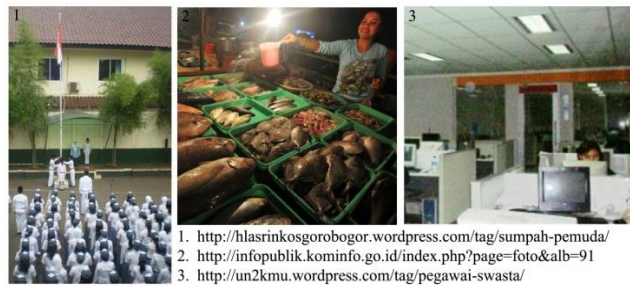 1
2
3
1. http://hlasrinkosgorobogor.wordpress.com/tag/sumpah-pemuda/
2. http://infopublik.kominfo.go.id/index.php?page=foto&alb=91
3. http://un2kmu.wordpress.com/tag/pegawai-swasta/